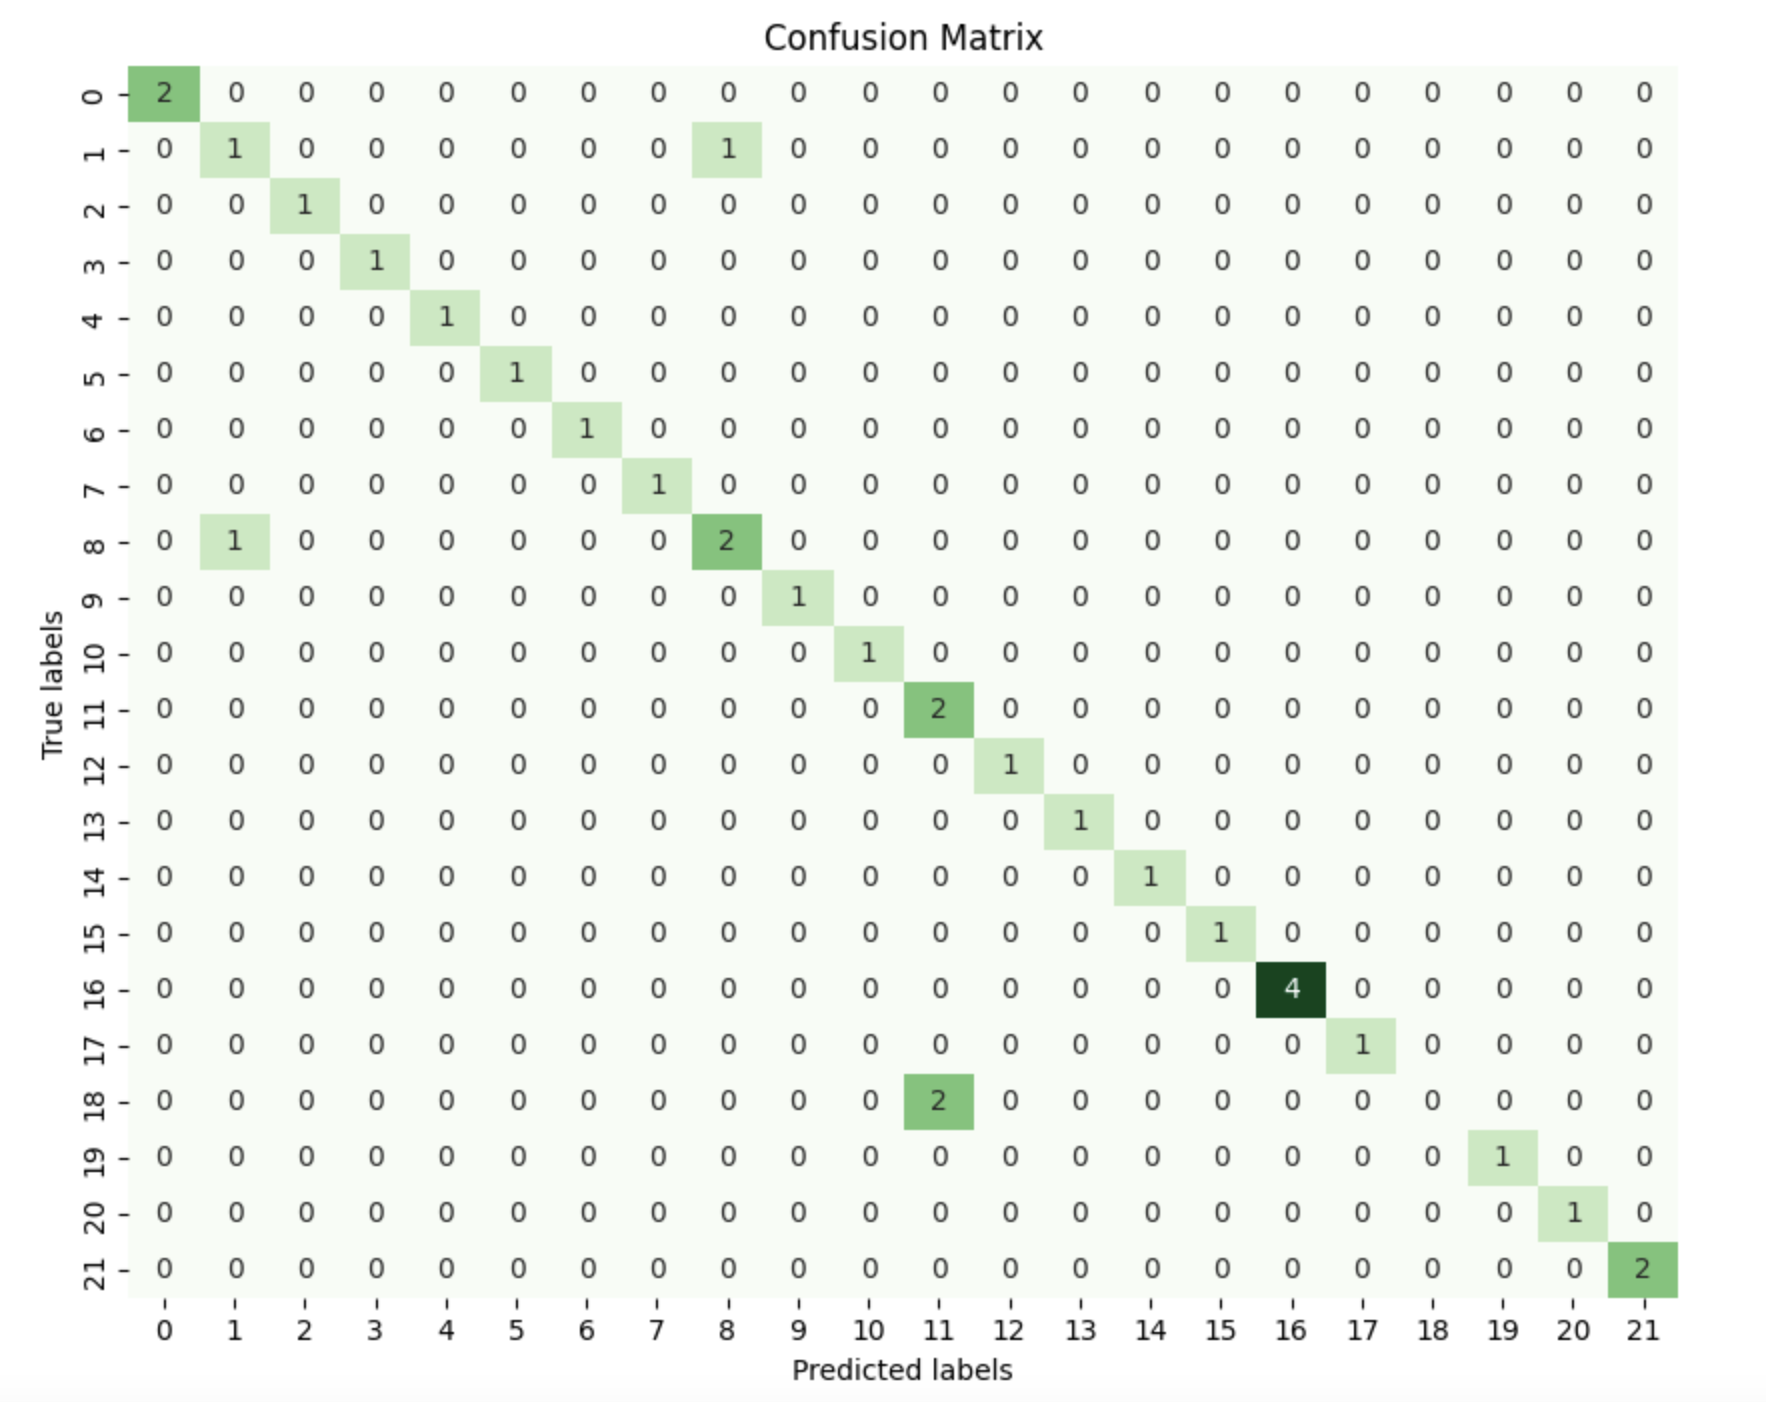 Confusion Matrix
0 2 0 0 0 0 0 0 0 0 0 0 0 0 0 0 0 0 0 0 0 0 0
1 0 1 0 0 0 0 0 0 1 0 0 0 0 0 0 0 0 0 0 0 0 0
2 0 0 1 0 0 0 0 0 0 0 0 0 0 0 0 0 0 0 0 0 0 0
3 0 0 0 1 0 0 0 0 0 0 0 0 0 0 0 0 0 0 0 0 0 0
4 0 0 0 0 1 0 0 0 0 0 0 0 0 0 0 0 0 0 0 0 0 0
5 0 0 0 0 0 1 0 0 0 0 0 0 0 0 0 0 0 0 0 0 0 0
6 0 0 0 0 0 0 1 0 0 0 0 0 0 0 0 0 0 0 0 0 0 0
7 0 0 0 0 0 0 0 1 0 0 0 0 0 0 0 0 0 0 0 0 0 0
8 0 1 0 0 0 0 0 0 2 0 0 0 0 0 0 0 0 0 0 0 0 0
9 0 0 0 0 0 0 0 0 0 1 0 0 0 0 0 0 0 0 0 0 0 0
10 0 0 0 0 0 0 0 0 0 0 1 0 0 0 0 0 0 0 0 0 0 0
11 0 0 0 0 0 0 0 0 0 0 0 2 0 0 0 0 0 0 0 0 0 0
12 0 0 0 0 0 0 0 0 0 0 0 0 1 0 0 0 0 0 0 0 0 0
13 0 0 0 0 0 0 0 0 0 0 0 0 0 1 0 0 0 0 0 0 0 0
14 0 0 0 0 0 0 0 0 0 0 0 0 0 0 1 0 0 0 0 0 0 0
15 0 0 0 0 0 0 0 0 0 0 0 0 0 0 0 1 0 0 0 0 0 0
16 0 0 0 0 0 0 0 0 0 0 0 0 0 0 0 0 4 0 0 0 0 0
17 0 0 0 0 0 0 0 0 0 0 0 0 0 0 0 0 0 1 0 0 0 0
18 0 0 0 0 0 0 0 0 0 0 0 2 0 0 0 0 0 0 0 0 0 0
19 0 0 0 0 0 0 0 0 0 0 0 0 0 0 0 0 0 0 0 1 0 0
20 0 0 0 0 0 0 0 0 0 0 0 0 0 0 0 0 0 0 0 0 1 0
21 0 0 0 0 0 0 0 0 0 0 0 0 0 0 0 0 0 0 0 0 0 2
True labels
0 1 2 3 4 5 6 7 8 9 10 11 12 13 14 15 16 17 18 19 20 21
Predicted labels